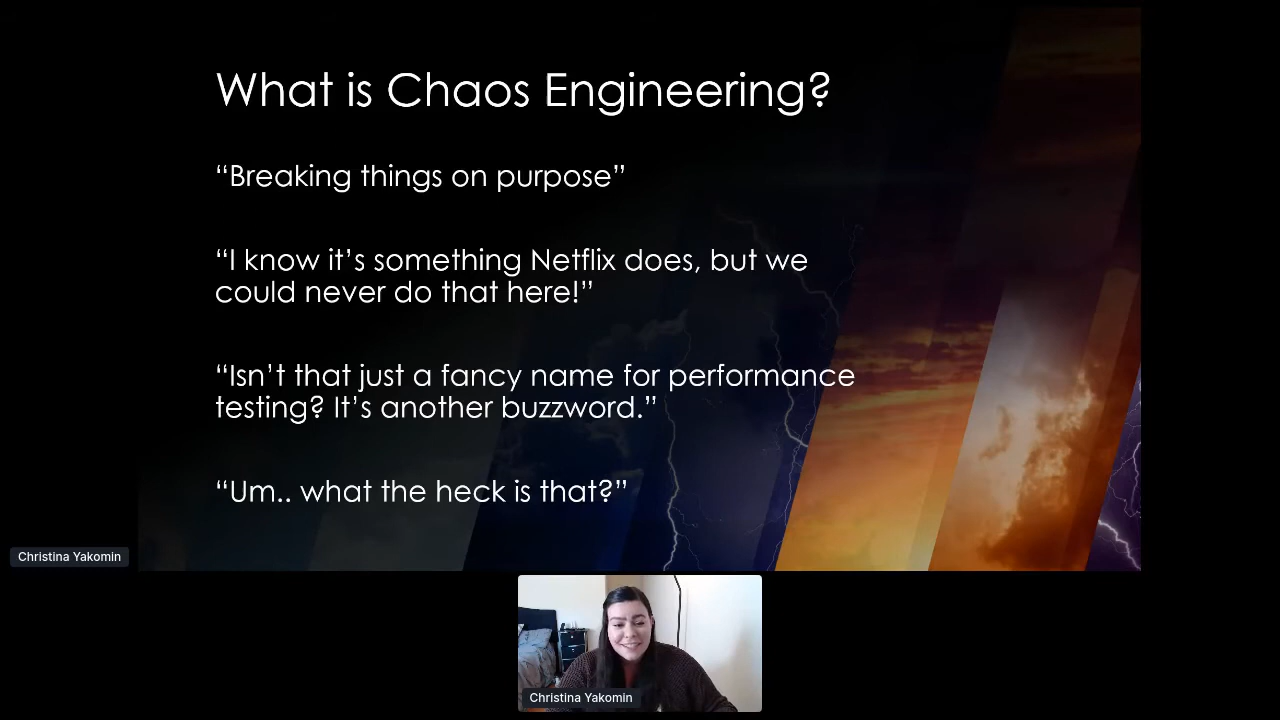 What is Chaos Engineering?
“Breaking things on purpose”
“I know it’s something Netflix does, but we
could never do that here!”
“Isn’t that just a fancy name for performance
testing? It’s another buzzword.”
“Um.. what the heck is that?”
Christina Yakomin
Christina Yakomin